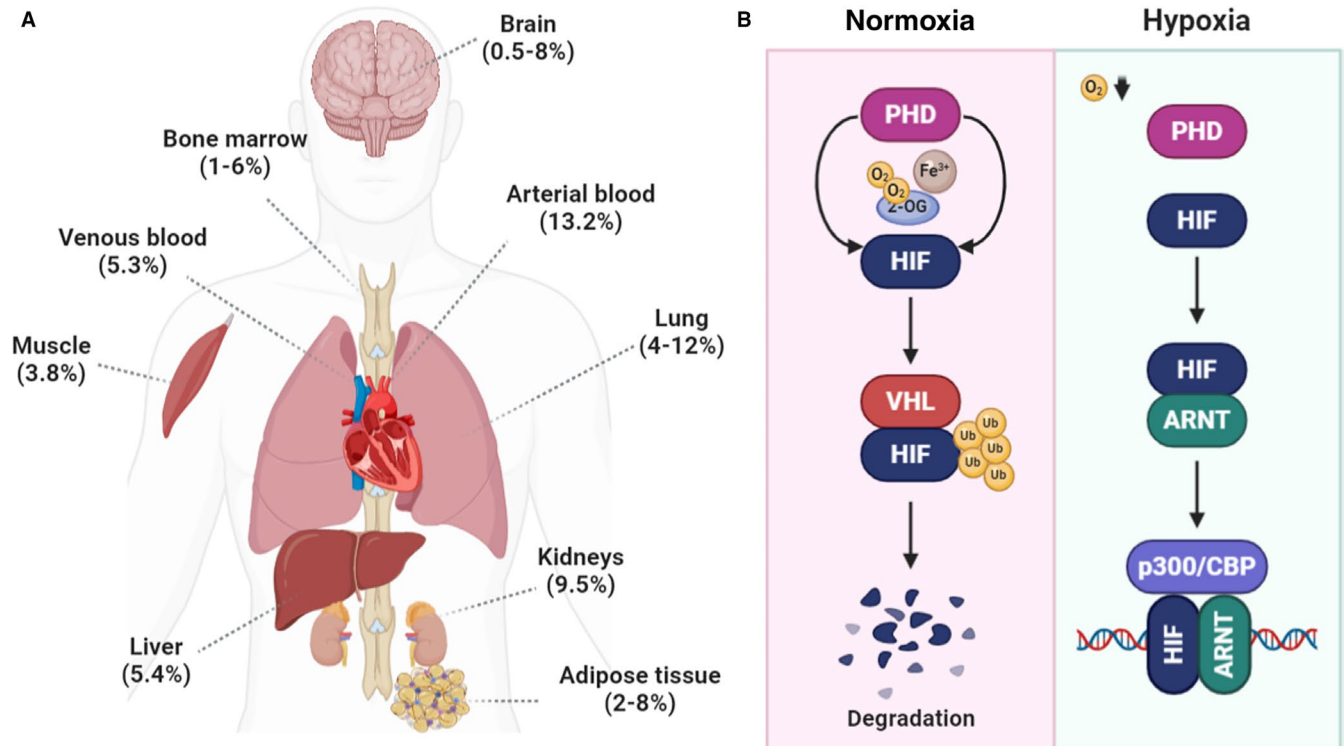 A
Brain
(0.5-8%)
Bone marrow
(1-6%)
Arterial blood
(13.2%)
Venous blood
(5.3%)
Lung
(4-12%)
Muscle
(3.8%)
Kidneys
(9.5%)
Liver
(5.4%)
Adipose tissue
(2-8%)
B
Normoxia
PHD
O2
O2
Fe3+
2-OG
HIF
VHL
HIF
Ub
Ub
Ub
Ub
Ub
Degradation
Hypoxia
O2
PHD
HIF
HIF
ARNT
p300/CBP
HIF
ARNT